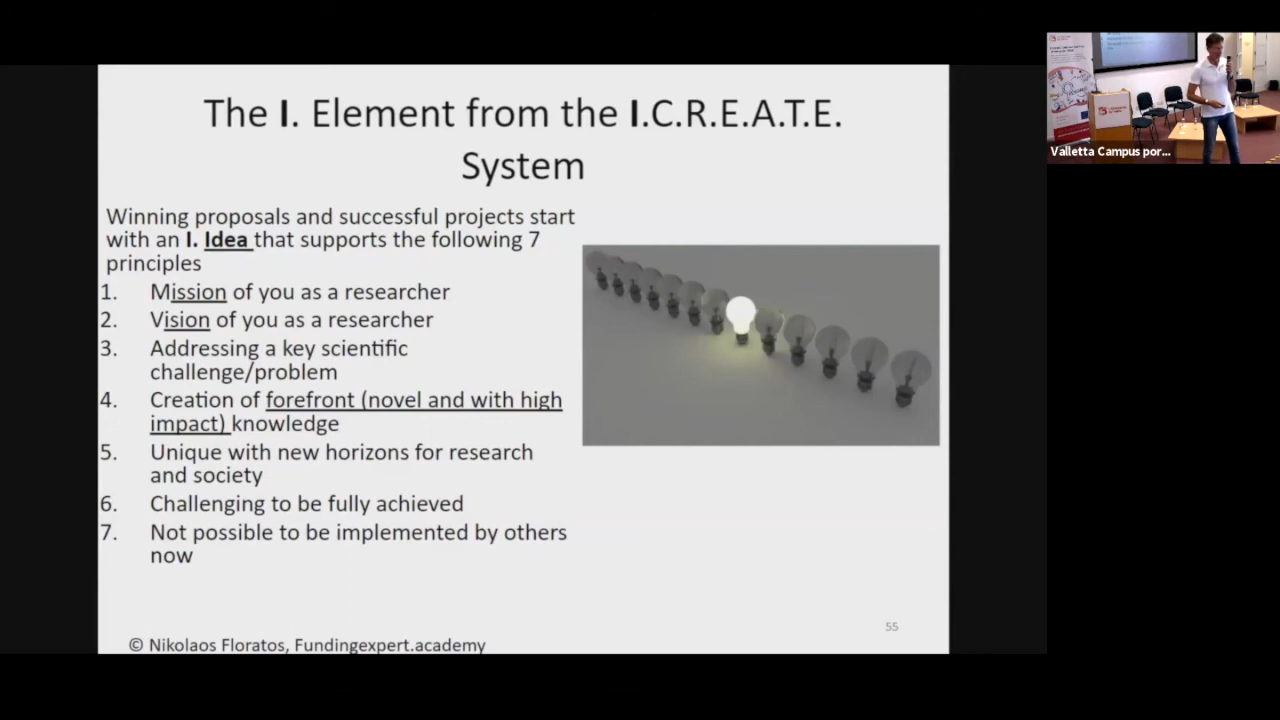 The I. Element from the I.C.R.E.A.T.E.
System
Winning proposals and successful projects start
with an I. Idea that supports the following 7
principles
1. Mission of you as a researcher
2. Vision of you as a researcher
3. Addressing a key scientific
challenge/problem
4. Creation of forefront (novel and with high
impact) knowledge
5. Unique with new horizons for research
and society
6. Challenging to be fully achieved
7. Not possible to be implemented by others
now
55
© Nikolaos Floratos, Fundingexpert.academy
Valletta Campus por...